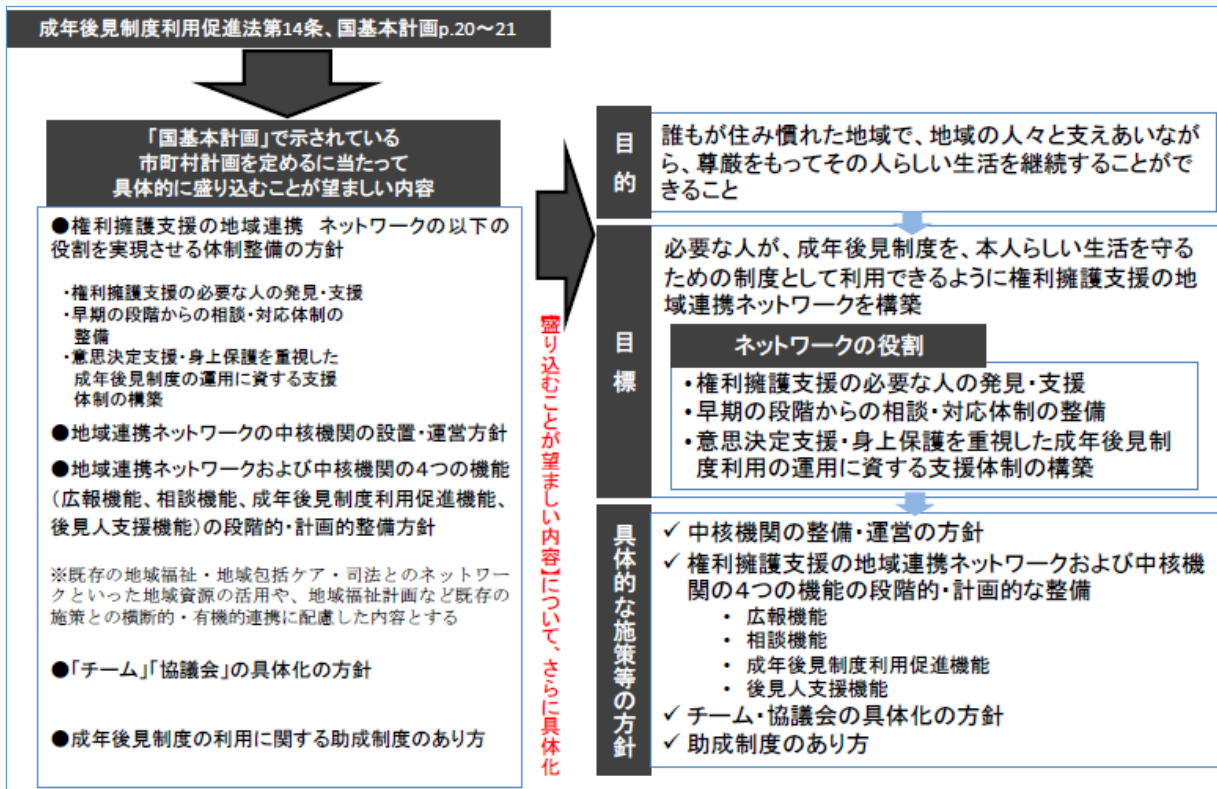 成年後見制度利用促進法第14条、国基本計画p.20～21
「国基本計画」で示されている
市町村計画を定めるに当たって
具体的に盛り込むことが望ましい内容
●権利擁護支援の地域連携 ネットワークの以下の
役割を実現させる体制整備の方針
・権利擁護支援の必要な人の発見・支援
・早期の段階からの相談・対応体制の
整備
・意思決定支援・身上保護を重視した
成年後見制度の運用に資する支援
体制の構築
●地域連携ネットワークの中核機関の設置・運営方針
●地域連携ネットワークおよび中核機関の4つの機能
(広報機能、相談機能、成年後見制度利用促進機能、
後見人支援機能)の段階的・計画的整備方針
※既存の地域福祉・地域包括ケア・司法とのネットワー
クといった地域資源の活用や、地域福祉計画など既存の
施策との横断的・有機的連携に配慮した内容とする
●「チーム」「協議会」の具体化の方針
●成年後見制度の利用に関する助成制度のあり方
【盛り込むことが望ましい内容】について、さらに具体化
目的
誰もが住み慣れた地域で、地域の人々と支えあいなが
ら、尊厳をもってその人らしい生活を継続することがで
きること
目標
必要な人が、成年後見制度を、本人らしい生活を守る
ための制度として利用できるように権利擁護支援の地
域連携ネットワークを構築
ネットワークの役割
・権利擁護支援の必要な人の発見・支援
・早期の段階からの相談・対応体制の整備
・意思決定支援・身上保護を重視した成年後見制
度利用の運用に資する支援体制の構築
具体的な施策等の方針
✓ 中核機関の整備・運営の方針
✓ 権利擁護支援の地域連携ネットワークおよび中核機
関の4つの機能の段階的・計画的な整備
・ 広報機能
・ 相談機能
・ 成年後見制度利用促進機能
・ 後見人支援機能
✓ チーム・協議会の具体化の方針
✓ 助成制度のあり方